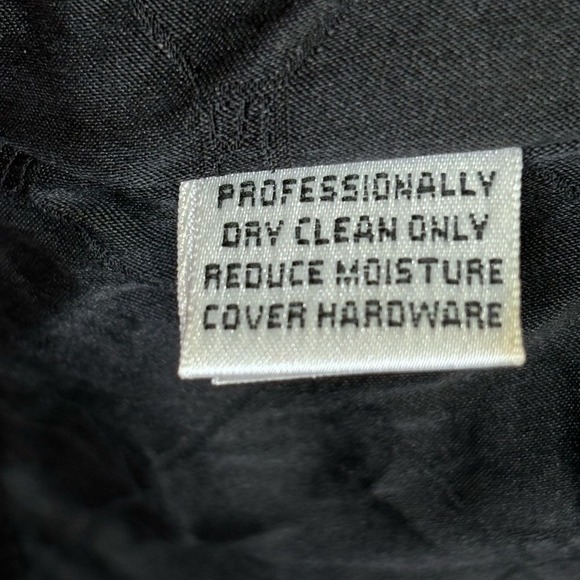 PROFESSIONALLY
DRY CLEAN ONLY
REDUCE MOISTURE
COVER HARDWARE